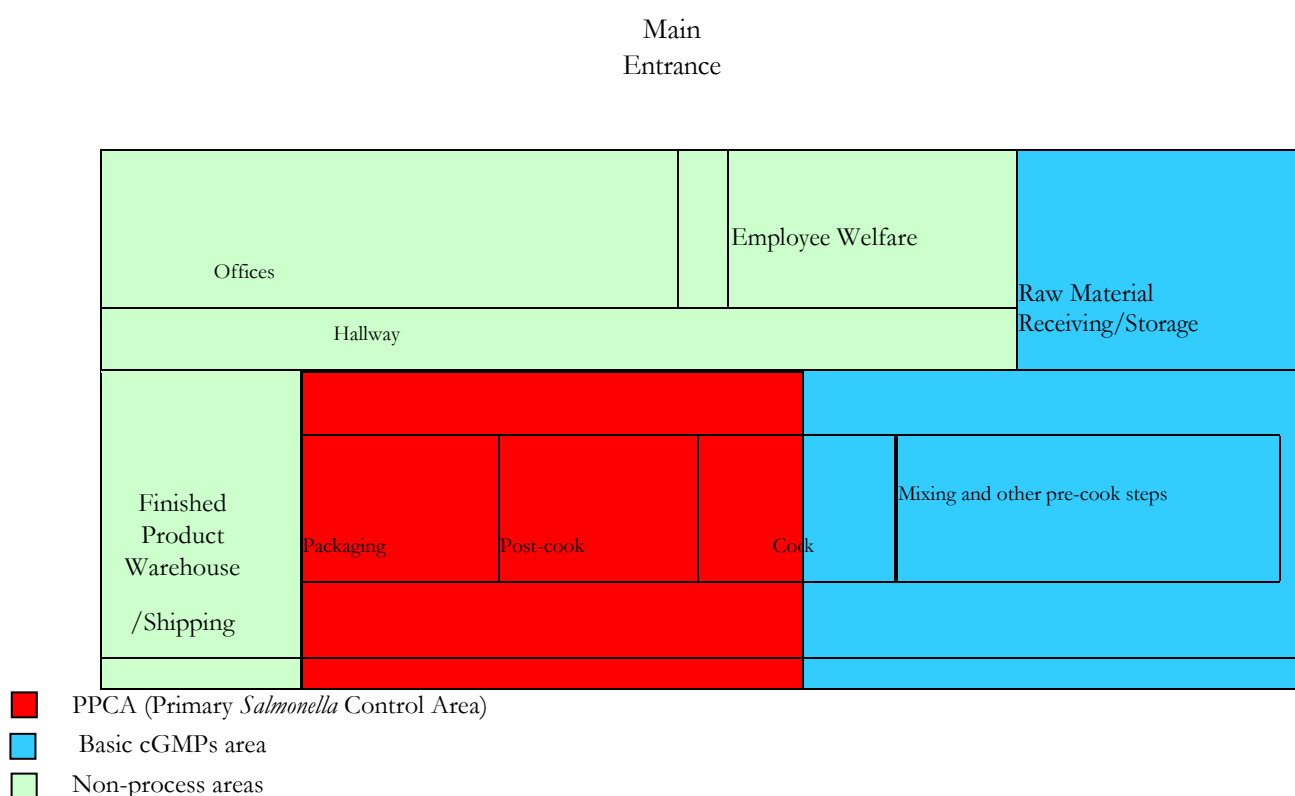 Main
Entrance
Employee Welfare
Offices
Raw Material
Receiving/Storage
Hallway
Mixing and other pre-cook steps
Finished
Product
Warehouse
/Shipping
Packaging
Post-cook
Cock
PPCA (Primary Salmonella Control Area)
Basic cGMPs area
Non-process areas